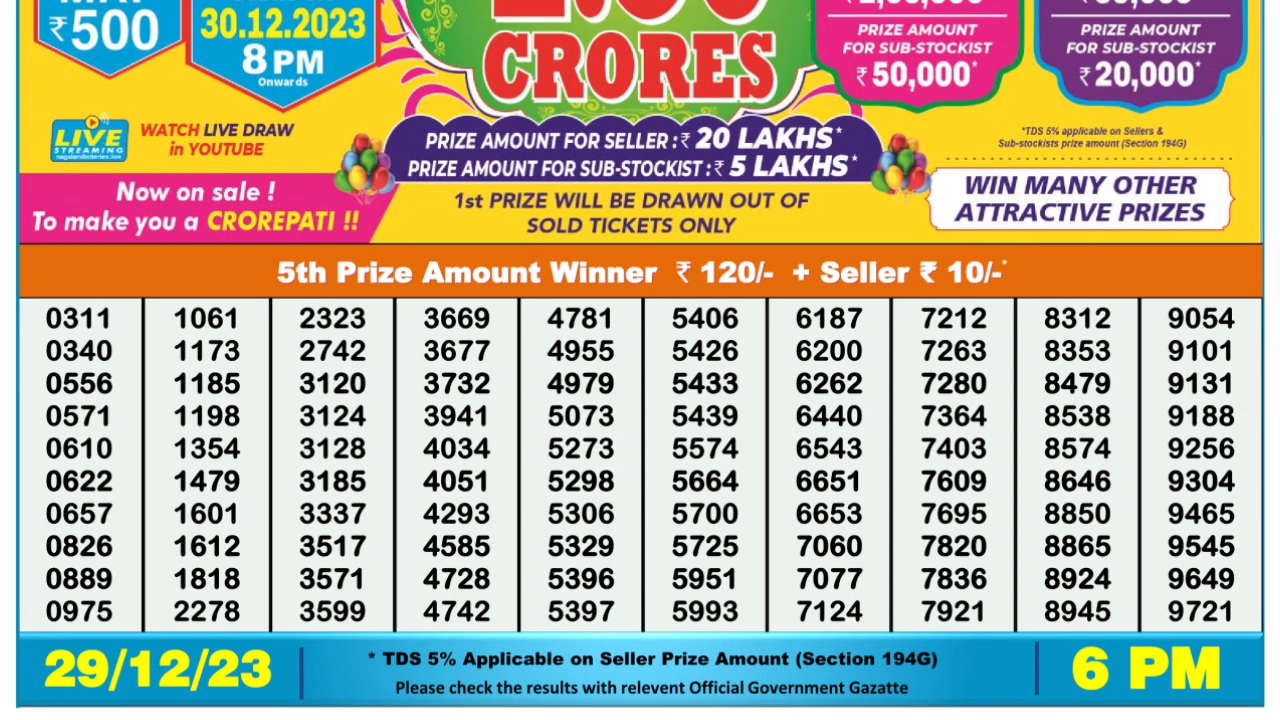 ₹500
30.12.2023
8 PM
Onwards
CRORES
PRIZE AMOUNT
FOR SUB-STOCKIST
₹ 50,000*
PRIZE AMOUNT
FOR SUB-STOCKIST
₹ 20,000*
LIVE
STREAMING
nagalandlotteries.live
WATCH LIVE DRAW
in YOUTUBE
PRIZE AMOUNT FOR SELLER : ₹ 20 LAKHS*
PRIZE AMOUNT FOR SUB-STOCKIST : ₹ 5 LAKHS*
*TDS 5% applicable on Sellers &
Sub-stockists prize amount (Section 194G)
Now on sale !
To make you a CROREPATI !!
1st PRIZE WILL BE DRAWN OUT OF
SOLD TICKETS ONLY
WIN MANY OTHER
ATTRACTIVE PRIZES
5th Prize Amount Winner ₹ 120/- + Seller ₹ 10/-*
0311 1061 2323 3669 4781 5406 6187 7212 8312 9054
0340 1173 2742 3677 4955 5426 6200 7263 8353 9101
0556 1185 3120 3732 4979 5433 6262 7280 8479 9131
0571 1198 3124 3941 5073 5439 6440 7364 8538 9188
0610 1354 3128 4034 5273 5574 6543 7403 8574 9256
0622 1479 3185 4051 5298 5664 6651 7609 8646 9304
0657 1601 3337 4293 5306 5700 6653 7695 8850 9465
0826 1612 3517 4585 5329 5725 7060 7820 8865 9545
0889 1818 3571 4728 5396 5951 7077 7836 8924 9649
0975 2278 3599 4742 5397 5993 7124 7921 8945 9721
29/12/23
* TDS 5% Applicable on Seller Prize Amount (Section 194G)
Please check the results with relevent Official Government Gazatte
6 PM